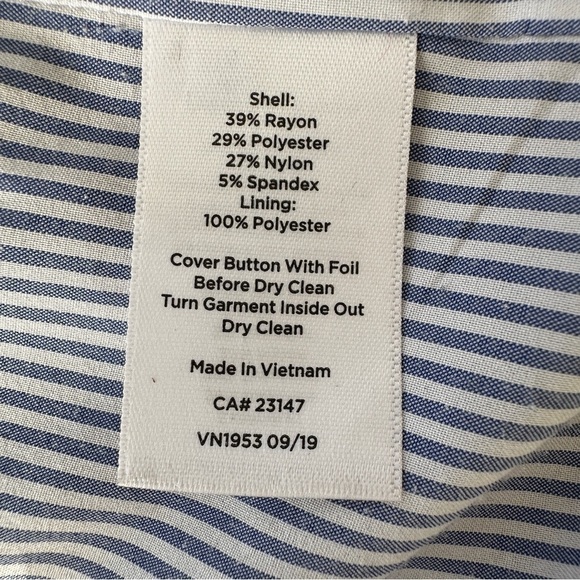 Shell:
39% Rayon
29% Polyester
27% Nylon
5% Spandex
Lining:
100% Polyester
Cover Button With Foil
Before Dry Clean
Turn Garment Inside Out
Dry Clean
Made In Vietnam
CA# 23147
VN1953 09/19